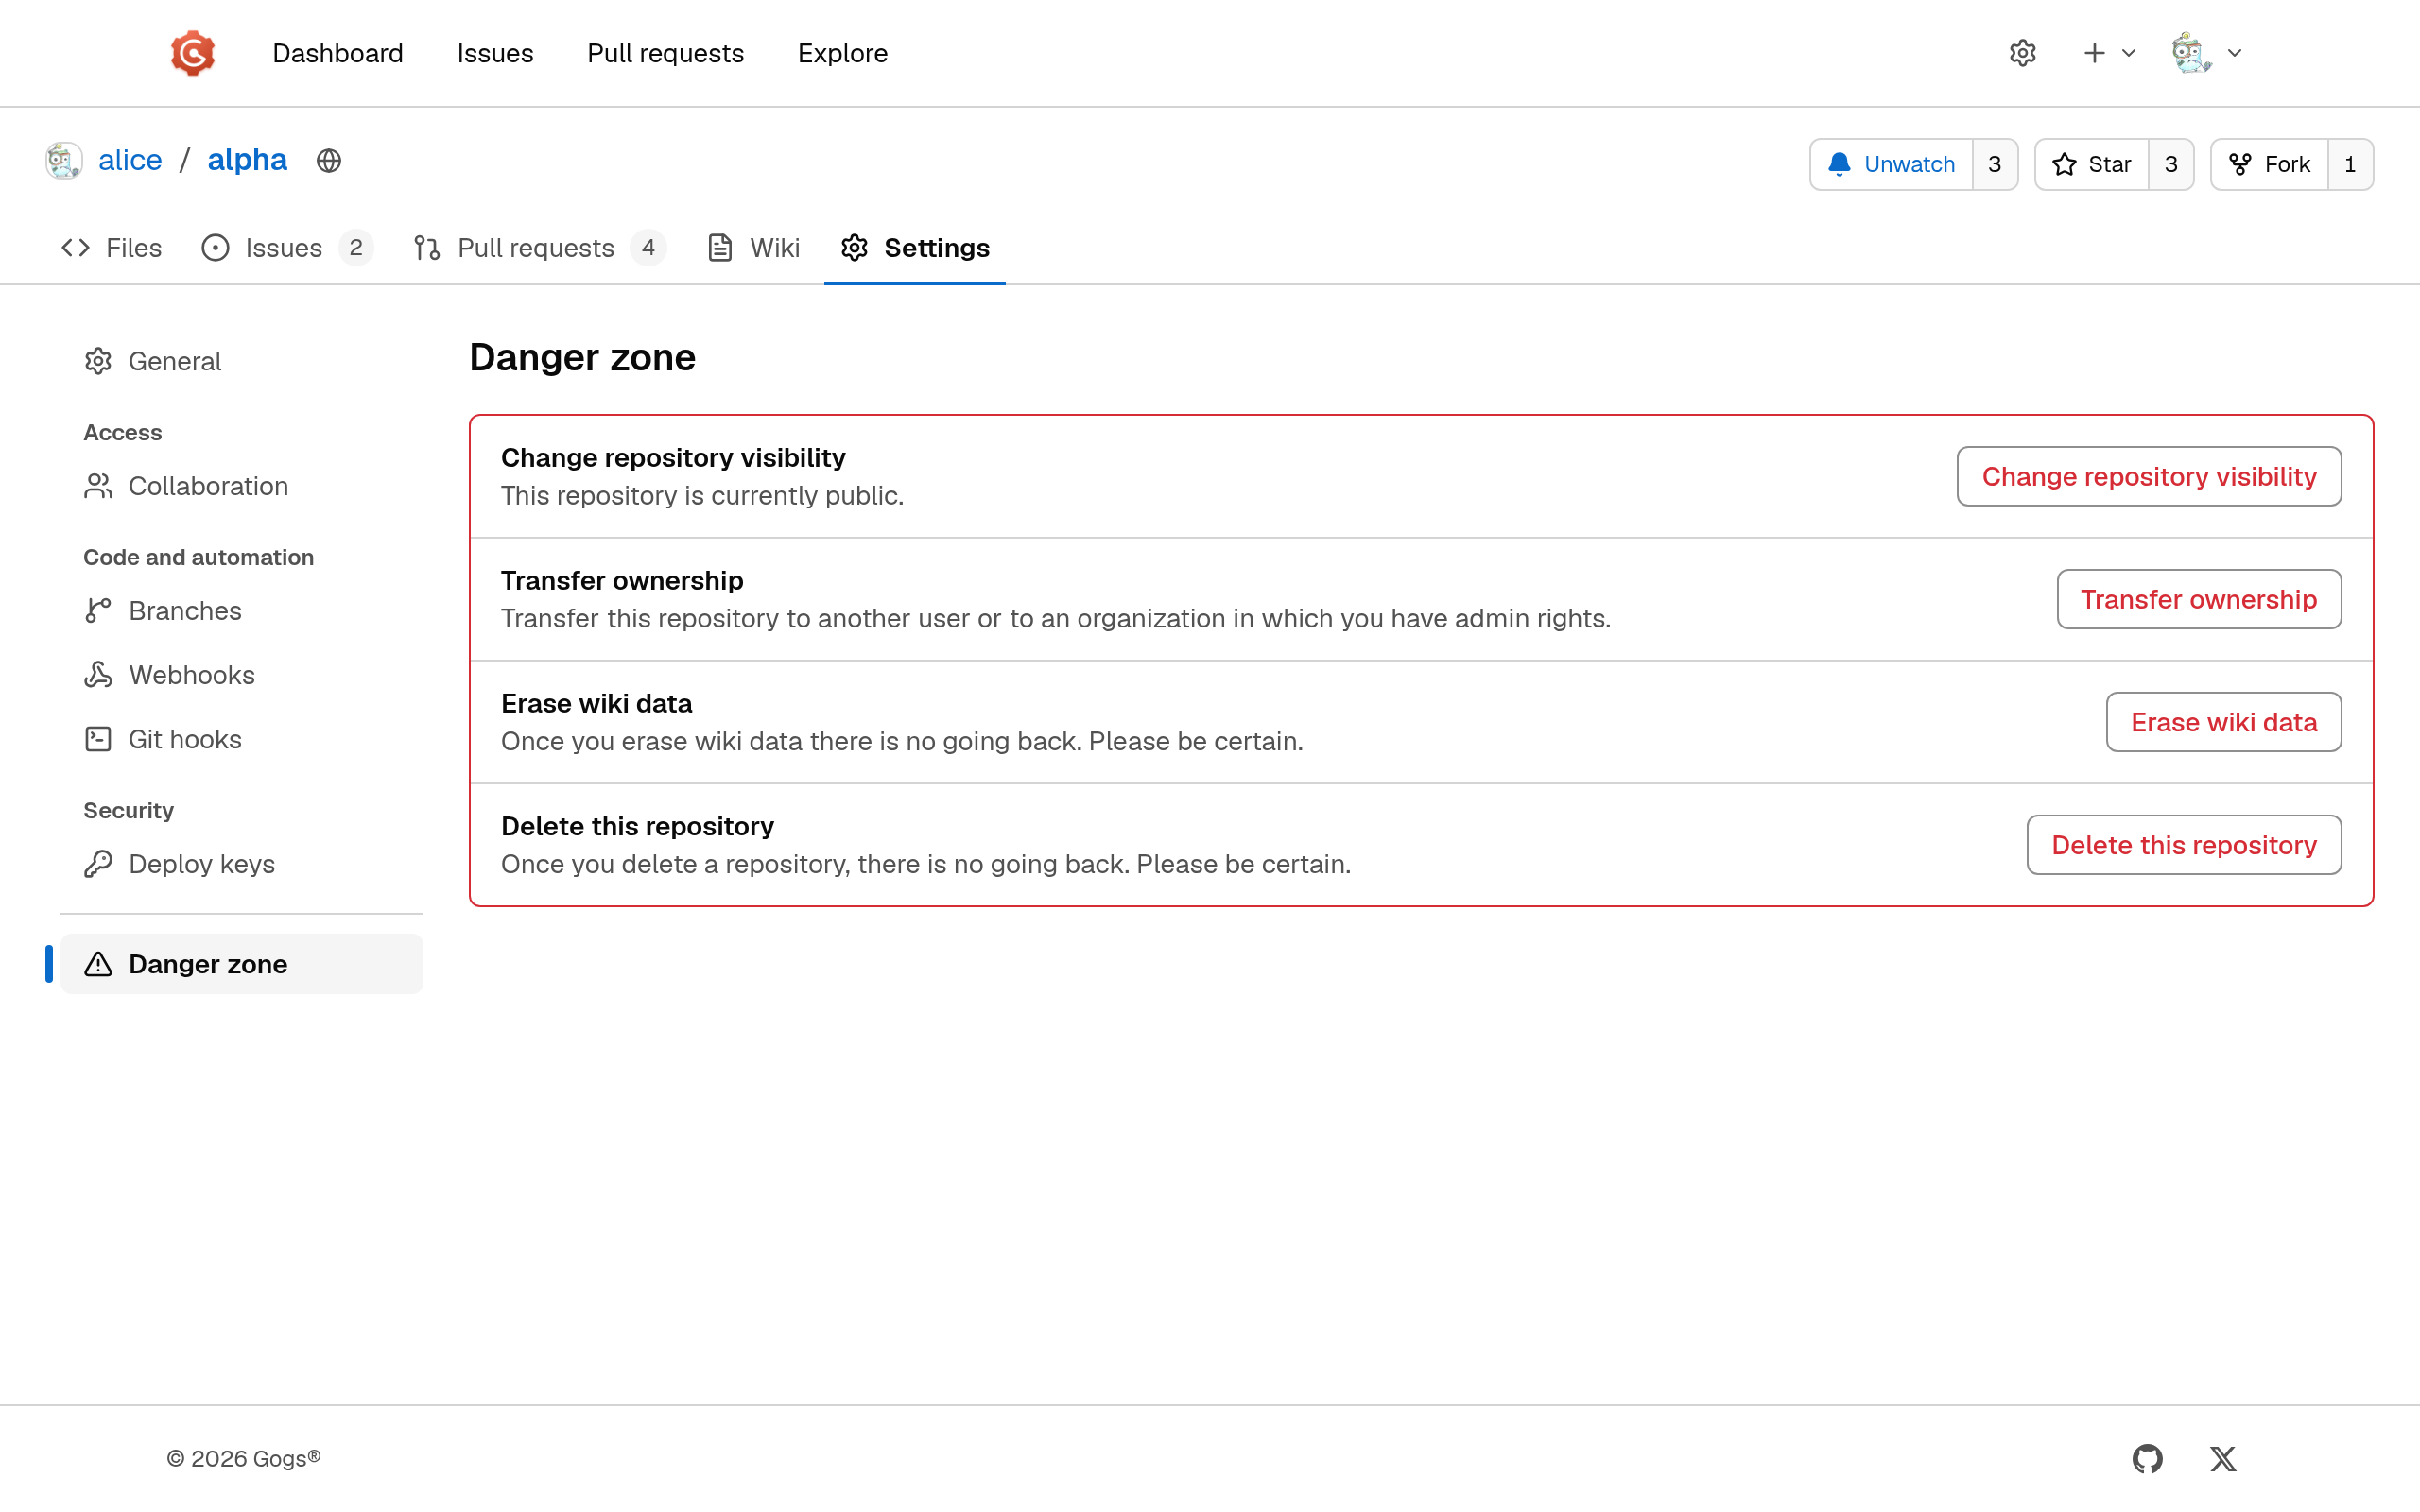 Dashboard Issues Pull requests Explore
alice / alpha
Unwatch 3 Star 3 Fork 1
Files Issues 2 Pull requests 4 Wiki Settings
General
Access
Collaboration
Code and automation
Branches
Webhooks
Git hooks
Security
Deploy keys
Danger zone
Danger zone
Change repository visibility
This repository is currently public.
Change repository visibility
Transfer ownership
Transfer this repository to another user or to an organization in which you have admin rights.
Transfer ownership
Erase wiki data
Once you erase wiki data there is no going back. Please be certain.
Erase wiki data
Delete this repository
Once you delete a repository, there is no going back. Please be certain.
Delete this repository
© 2026 Gogs®